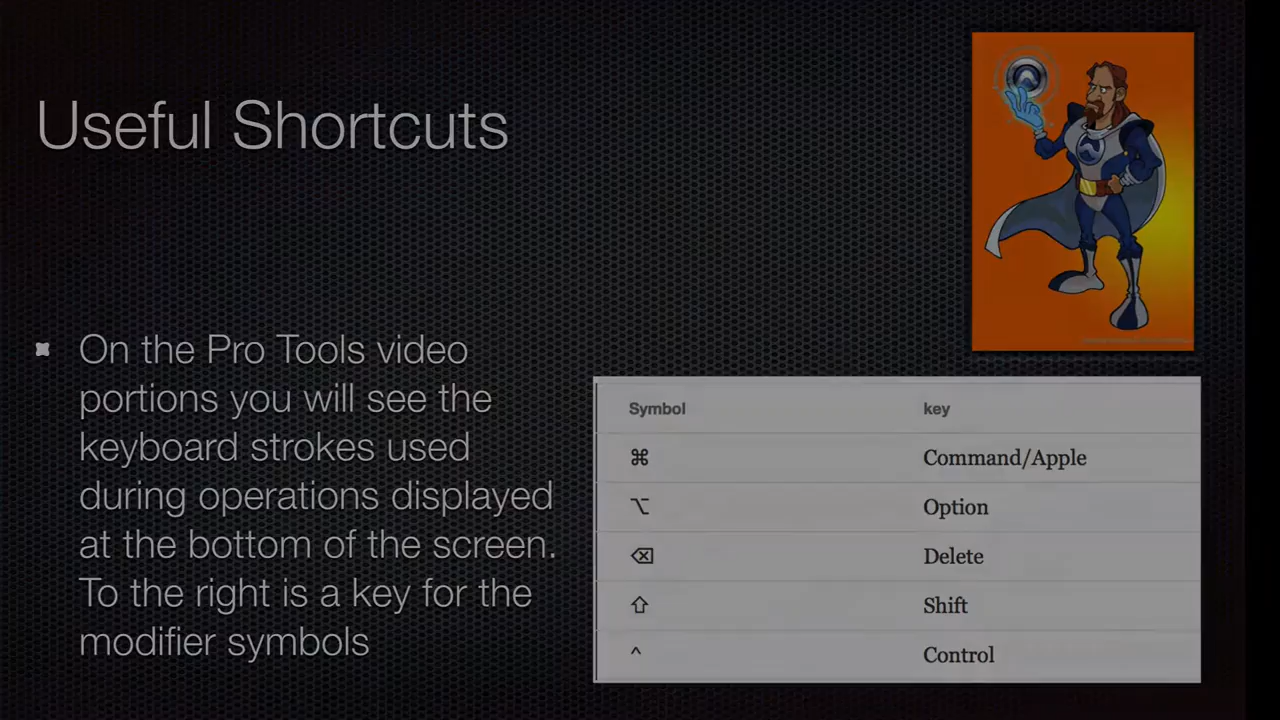 Useful Shortcuts
On the Pro Tools video
portions you will see the
keyboard strokes used
during operations displayed
at the bottom of the screen.
To the right is a key for the
modifier symbols
Symbol key
⌘ Command/Apple
⌥ Option
⌫ Delete
⇧ Shift
^ Control